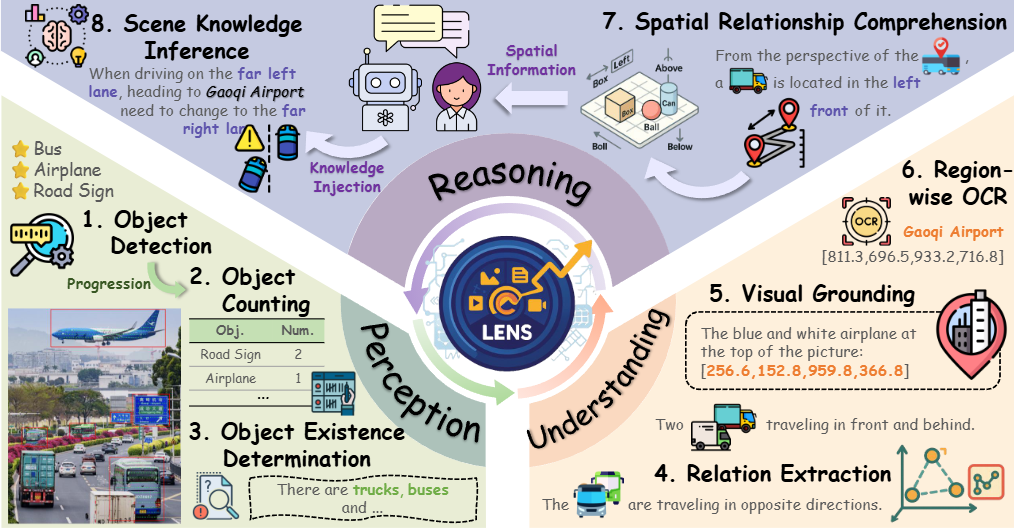 8. Scene Knowledge
Inference
When driving on the far left
lane, heading to Gaoqi Airport
need to change to the far
right
Knowledge
Injection
Spatial
Information
7. Spatial Relationship Comprehension
From the perspective of the ,
a is located in the left
front of it.
Box
Left
Above
Box
Can
Ball
Boll
Below
Reasoning
Bus
Airplane
Road Sign
1. Object
Detection
Progression
2. Object
Counting
Obj. Num.
Road Sign 2
Airplane 1
...
3. Object Existence
Determination
There are trucks, buses
and ...
Perception
LENS
Understanding
6. Region-
wise OCR
OCR
Gaoqi Airport
[811.3,696.5,933.2,716.8]
5. Visual Grounding
The blue and white airplane at
the top of the picture:
[256.6,152.8,959.8,366.8]
Two traveling in front and behind.
4. Relation Extraction
The are traveling in opposite directions.